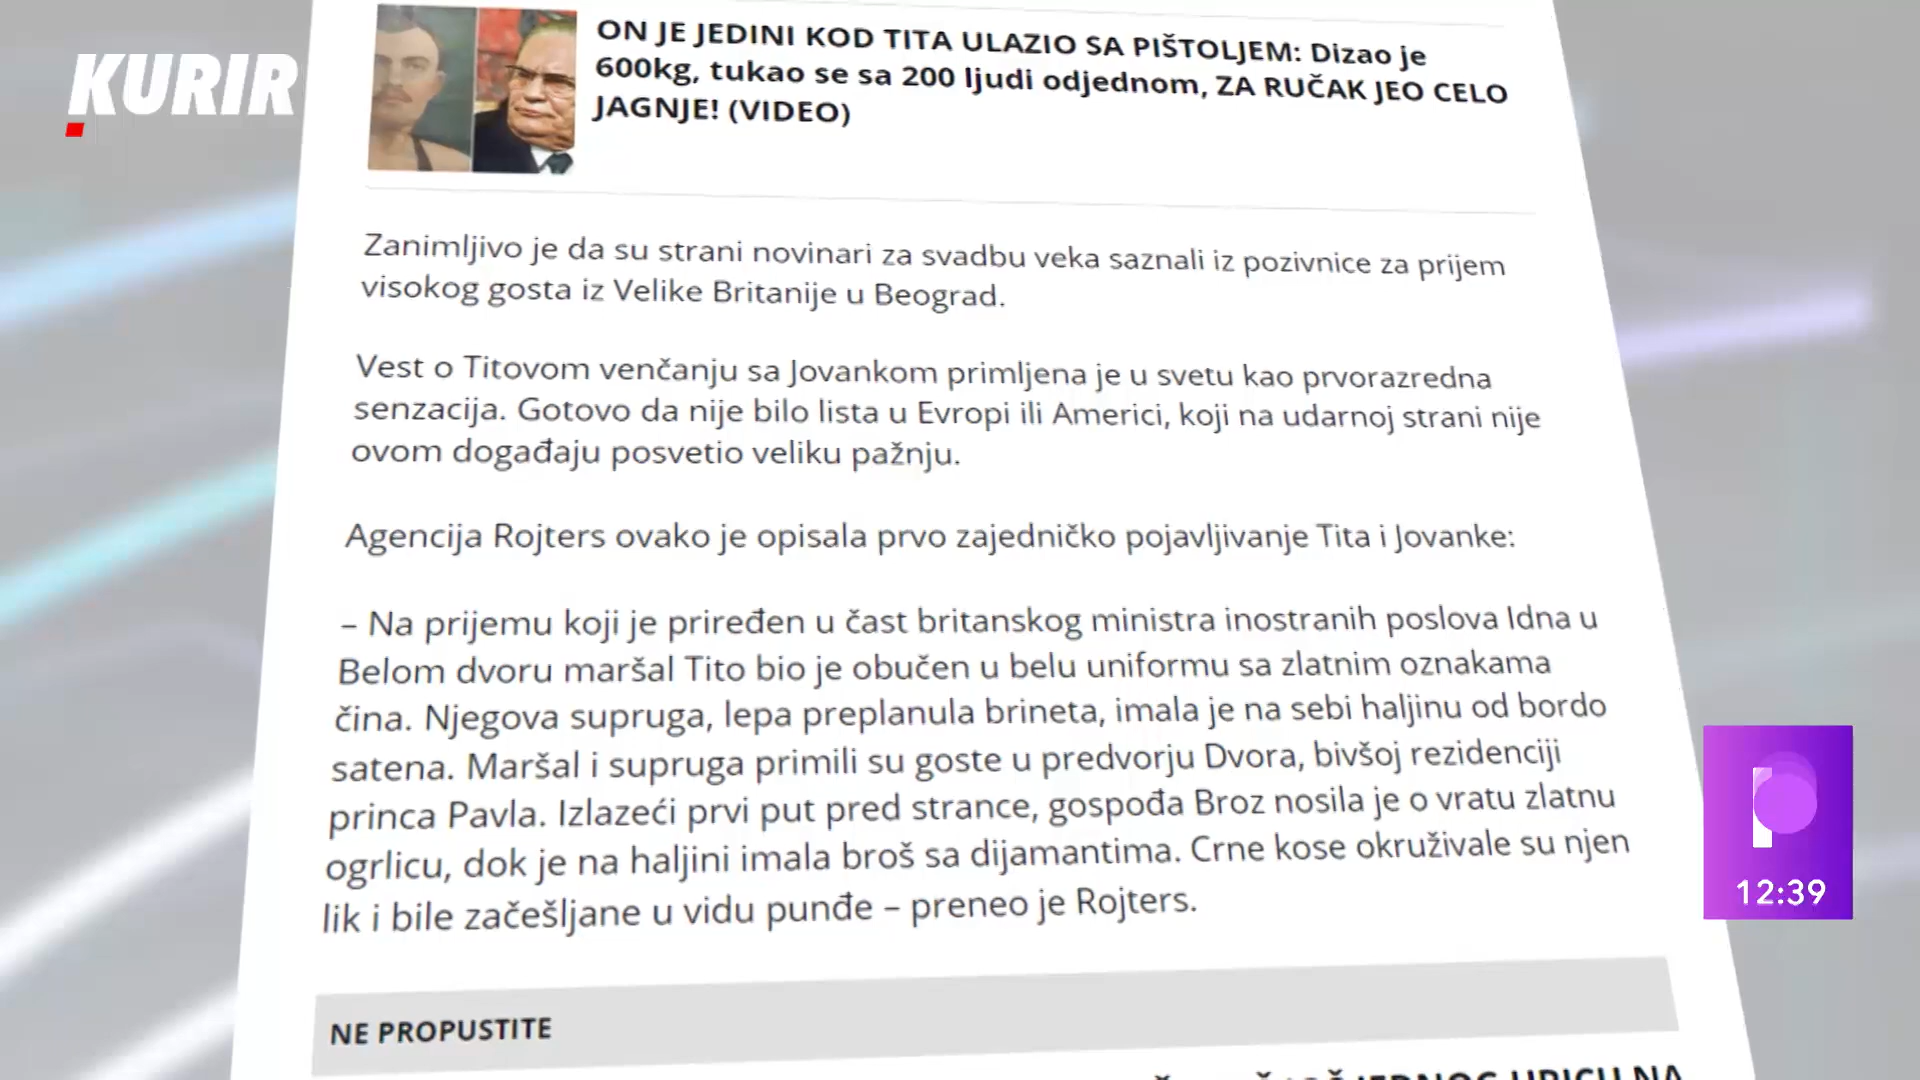 KURIR
ON JE JEDINI KOD TITA ULAZIO SA PIŠTOLJEM: Dizao je
600kg, tukao se sa 200 ljudi odjednom, ZA RUČAK JEO CELO
JAGNJE! (VIDEO)
Zanimljivo je da su strani novinari za svadbu veka saznali iz pozivnice za prijem
visokog gosta iz Velike Britanije u Beograd.
Vest o Titovom venčanju sa Jovankom primljena je u svetu kao prvorazredna
senzacija. Gotovo da nije bilo lista u Evropi ili Americi, koji na udarnoj strani nije
ovom događaju posvetio veliku pažnju.
Agencija Rojters ovako je opisala prvo zajedničko pojavljivanje Tita i Jovanke:
– Na prijemu koji je priređen u čast britanskog ministra inostranih poslova Idna u
Belom dvoru maršal Tito bio je obučen u belu uniformu sa zlatnim oznakama
čina. Njegova supruga, lepa preplanula brineta, imala je na sebi haljinu od bordo
satena. Maršal i supruga primili su goste u predvorju Dvora, bivšoj rezidenciji
princa Pavla. Izlazeći prvi put pred strance, gospođa Broz nosila je o vratu zlatnu
ogrlicu, dok je na haljini imala broš sa dijamantima. Crne kose okruživale su njen
lik i bile začešljane u vidu punđe – preneo je Rojters.
12:39
NE PROPUSTITE